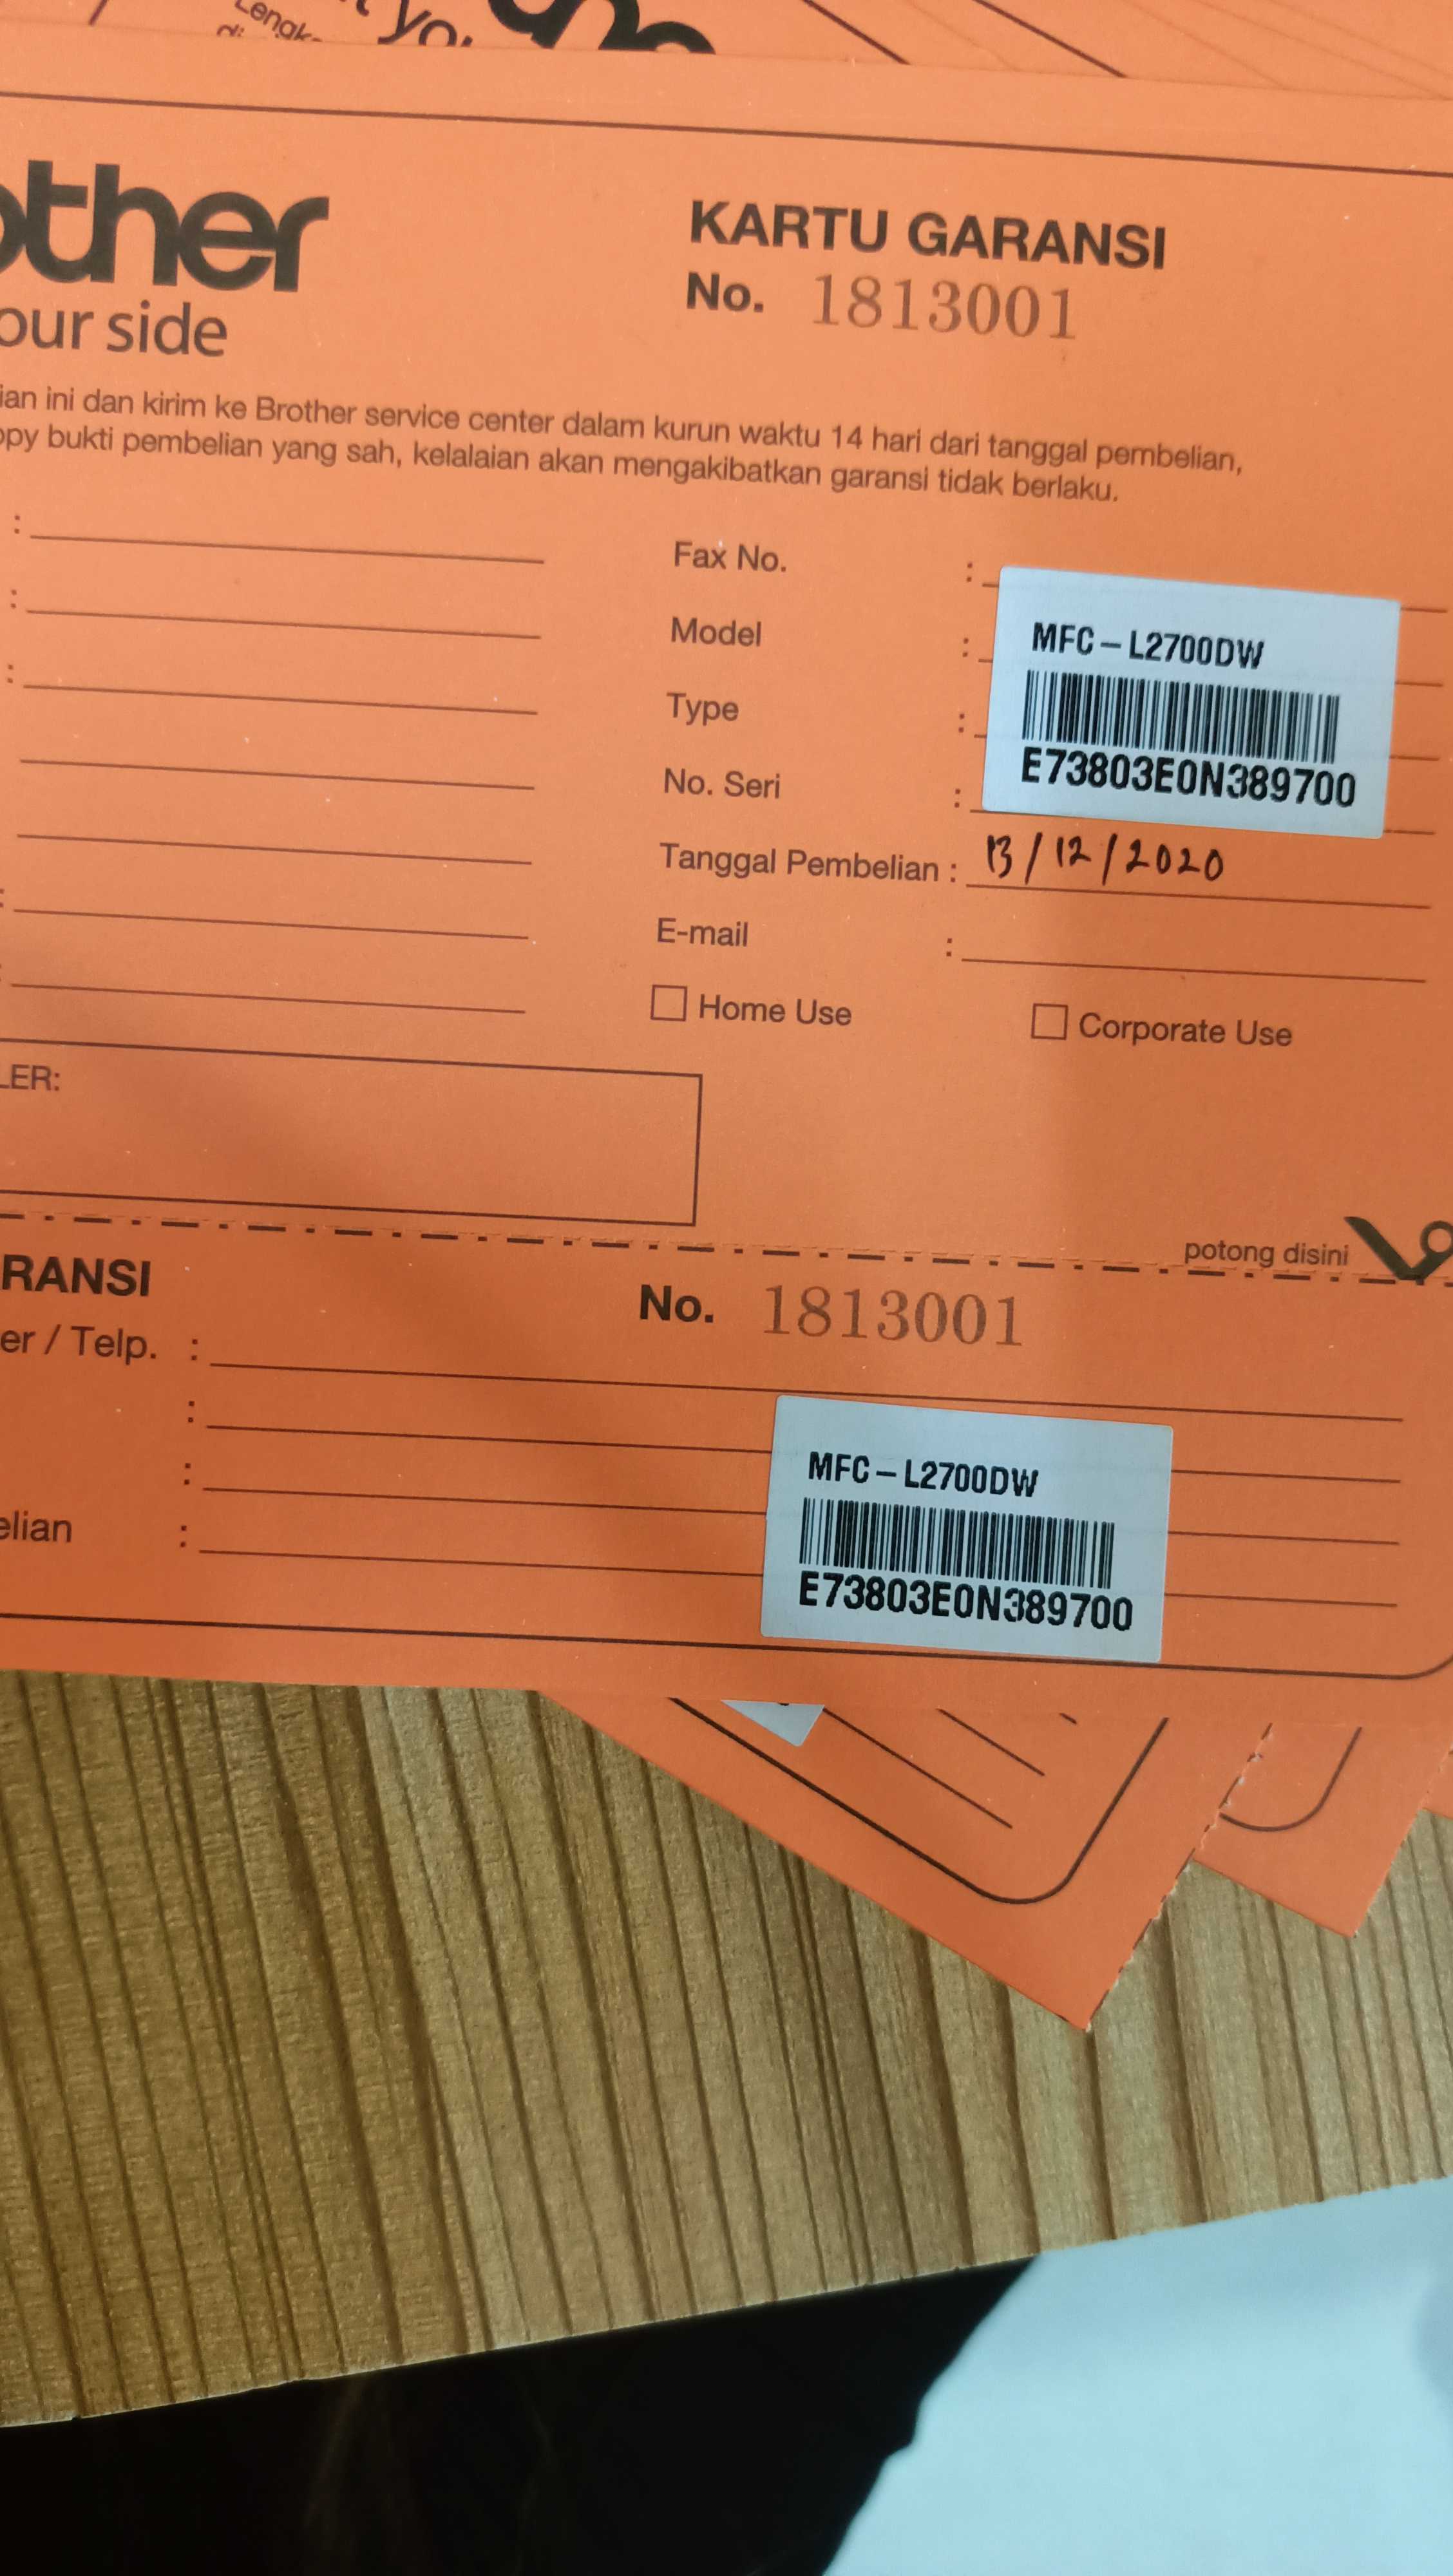 KARTU GARANSI
No. 1813001
our side
ini dan kirim ke Brother service center dalam kurun waktu 14 hari dari tanggal pembelian,
bukti pembelian yang sah, kelalaian akan mengakibatkan garansi tidak berlaku.
Fax No. :
Model :
Type :
No. Seri :
MFC-L2700DW
E73803E0N389700
Tanggal Pembelian : 13/12/2020
E-mail :
Home Use
Corporate Use
LER:
potong disini
RANSI
No. 1813001
er / Telp. :
elian :
MFC-L2700DW
E73803E0N389700